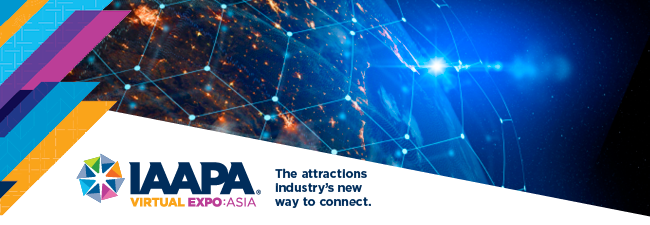 IAAPA®
VIRTUAL EXPO:ASIA
The attractions
industry's new
way to connect.